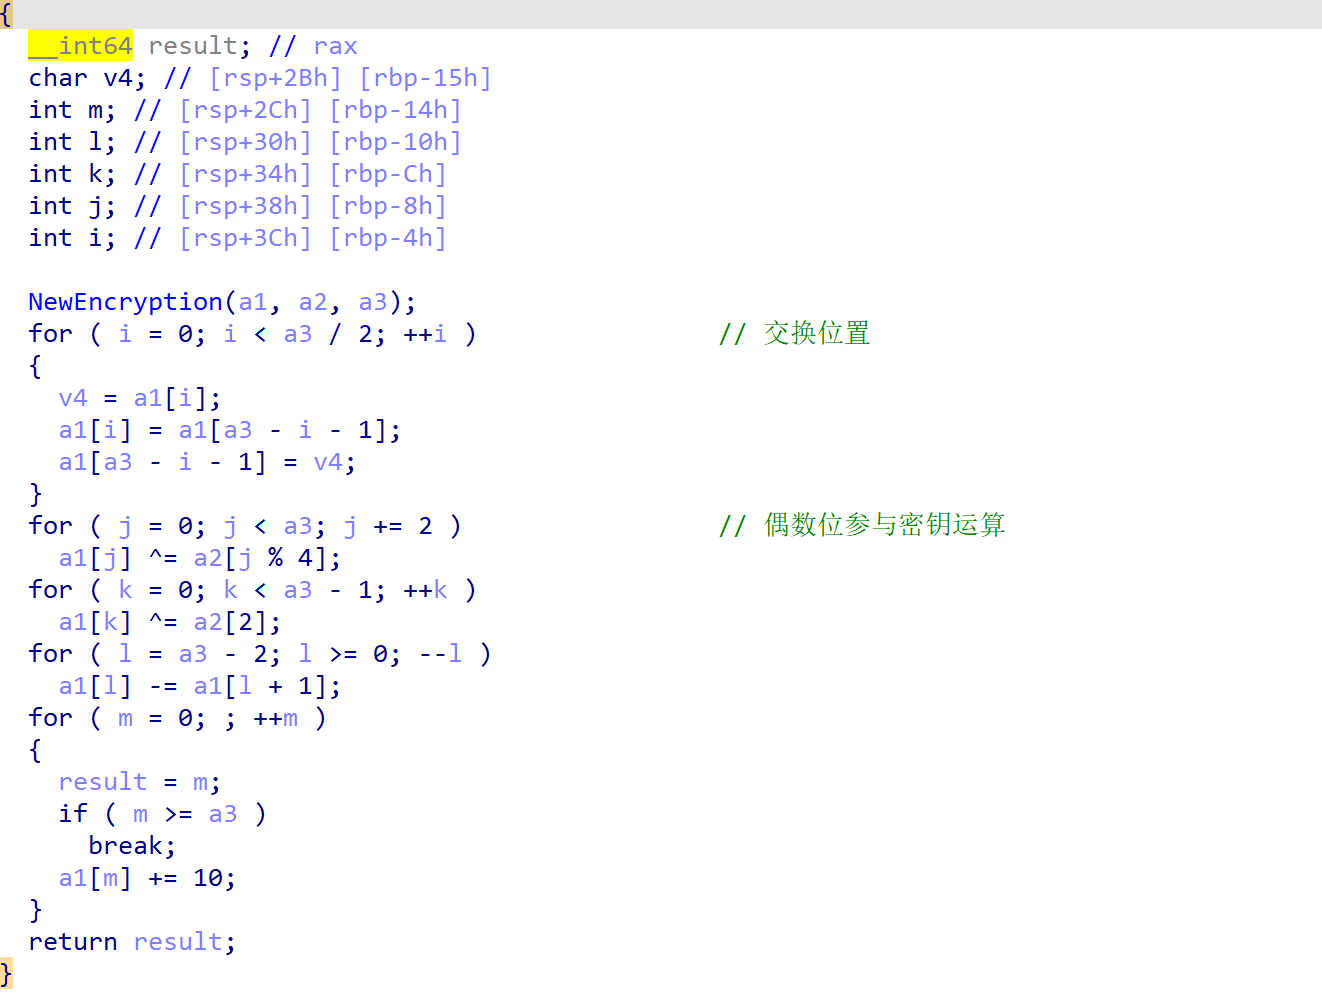 {
  __int64 result; // rax
  char v4; // [rsp+2Bh] [rbp-15h]
  int m; // [rsp+2Ch] [rbp-14h]
  int l; // [rsp+30h] [rbp-10h]
  int k; // [rsp+34h] [rbp-Ch]
  int j; // [rsp+38h] [rbp-8h]
  int i; // [rsp+3Ch] [rbp-4h]

  NewEncryption(a1, a2, a3);
  for ( i = 0; i < a3 / 2; ++i )                // 交换位置
  {
    v4 = a1[i];
    a1[i] = a1[a3 - i - 1];
    a1[a3 - i - 1] = v4;
  }
  for ( j = 0; j < a3; j += 2 )                 // 偶数位参与密钥运算
    a1[j] ^= a2[j % 4];
  for ( k = 0; k < a3 - 1; ++k )
    a1[k] ^= a2[2];
  for ( l = a3 - 2; l >= 0; --l )
    a1[l] -= a1[l + 1];
  for ( m = 0; ; ++m )
  {
    result = m;
    if ( m >= a3 )
      break;
    a1[m] += 10;
  }
  return result;
}